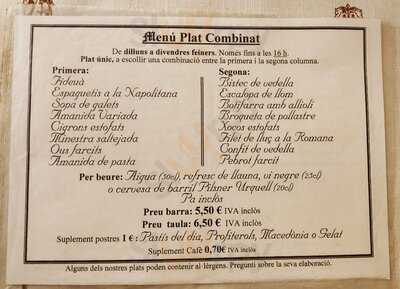 Menú Plat Combinat
De dilluns a divendres feiners. Només fins a les 16 h.
Plat únic, a escollir una combinació entre la primera i la segona columna.
Primera:
Fideuà
Espaguetis a la Napolitana
Sopa de galets
Amanida Variada
Cigrons estofats
Minestra saltejada
Ous farcits
Amanida de pasta
Segona:
Bistec de vedella
Escalopa de llom
Botifarra amb allioli
Broqueta de pollastre
Xocos estofats
Filet de lluç a la Romana
Confit de vedella
Pebrot farcit
Per beure: Aigua (50cl), refresc de llauna, vi negre (25cl)
o cervesa de barril Pilsner Urquell (20cl)
Pa inclòs
Preu barra: 5,50 € IVA inclòs
Preu taula: 6,50 € IVA inclòs
Suplement postres 1 € : Pastís del dia, Profiterols, Macedònia o Gelat
Suplement Cafè 0,70€ IVA inclòs
Alguns dels nostres plats poden contenir al·lèrgens. Pregunti sobre la seva elaboració.